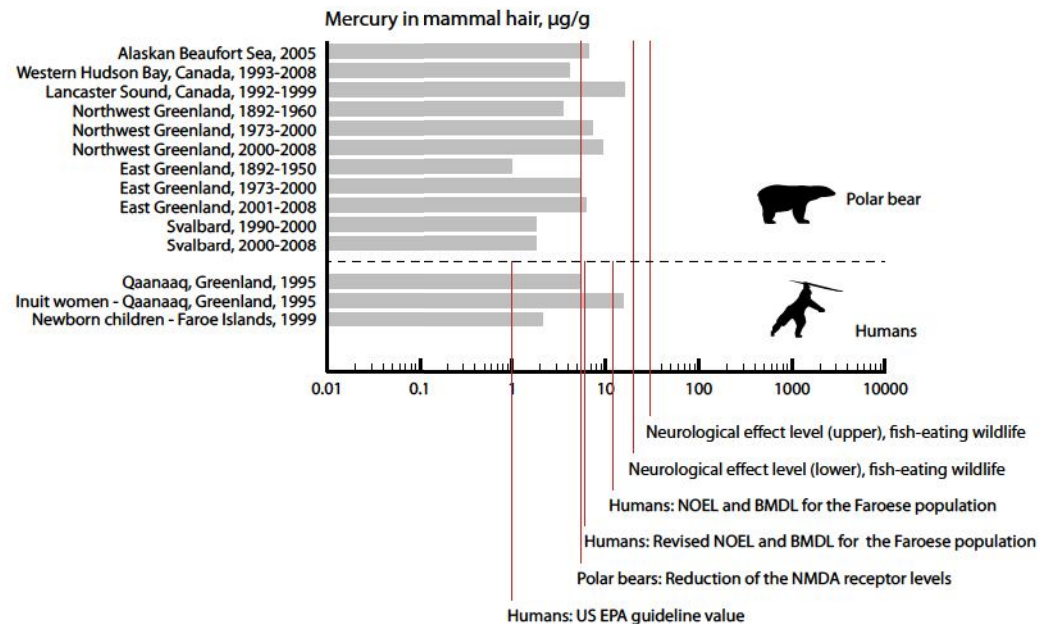 Mercury in mammal hair, µg/g
Alaskan Beaufort Sea, 2005
Western Hudson Bay, Canada, 1993-2008
Lancaster Sound, Canada, 1992-1999
Northwest Greenland, 1892-1960
Northwest Greenland, 1973-2000
Northwest Greenland, 2000-2008
East Greenland, 1892-1950
East Greenland, 1973-2000
East Greenland, 2001-2008
Svalbard, 1990-2000
Svalbard, 2000-2008
Polar bear
Qaanaaq, Greenland, 1995
Inuit women - Qaanaaq, Greenland, 1995
Newborn children - Faroe Islands, 1999
Humans
0.01 0.1 1 10 100 1000 10000
Neurological effect level (upper), fish-eating wildlife
Neurological effect level (lower), fish-eating wildlife
Humans: NOEL and BMDL for the Faroese population
Humans: Revised NOEL and BMDL for the Faroese population
Polar bears: Reduction of the NMDA receptor levels
Humans: US EPA guideline value